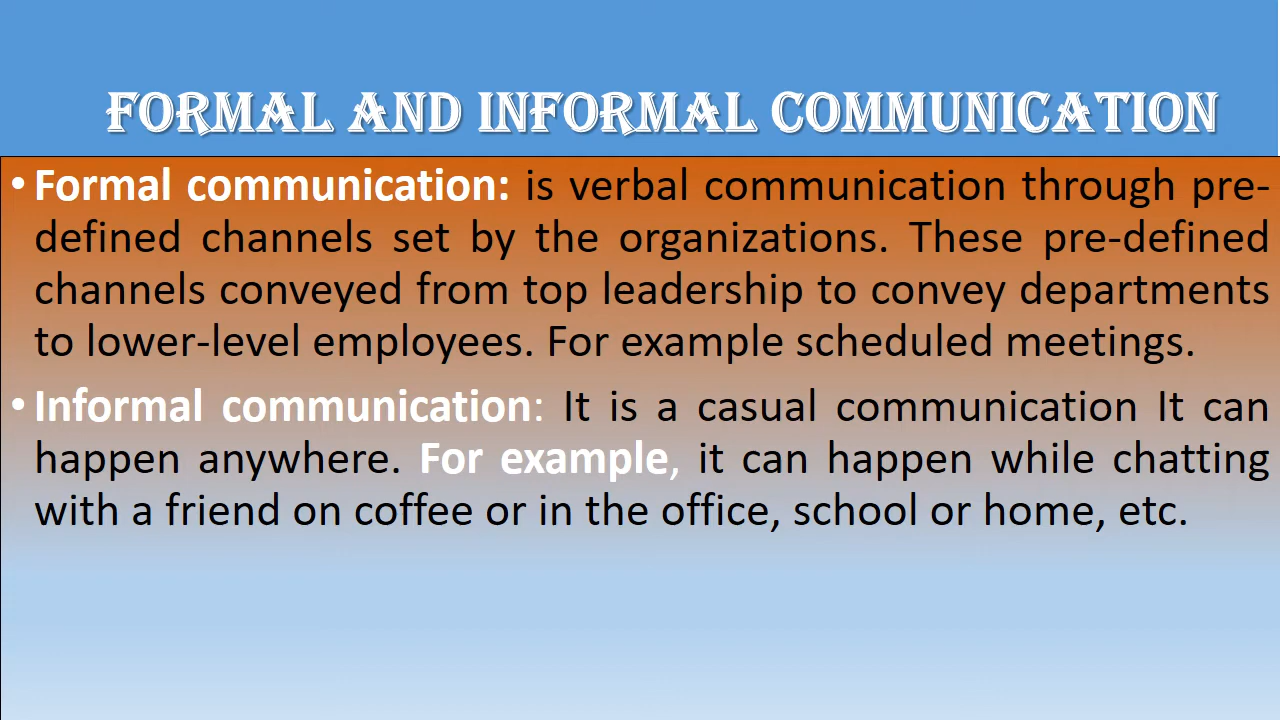 FORMAL AND INFORMAL COMMUNICATION
• Formal communication: is verbal communication through pre-
defined channels set by the organizations. These pre-defined
channels conveyed from top leadership to convey departments
to lower-level employees. For example scheduled meetings.
• Informal communication: It is a casual communication It can
happen anywhere. For example, it can happen while chatting
with a friend on coffee or in the office, school or home, etc.